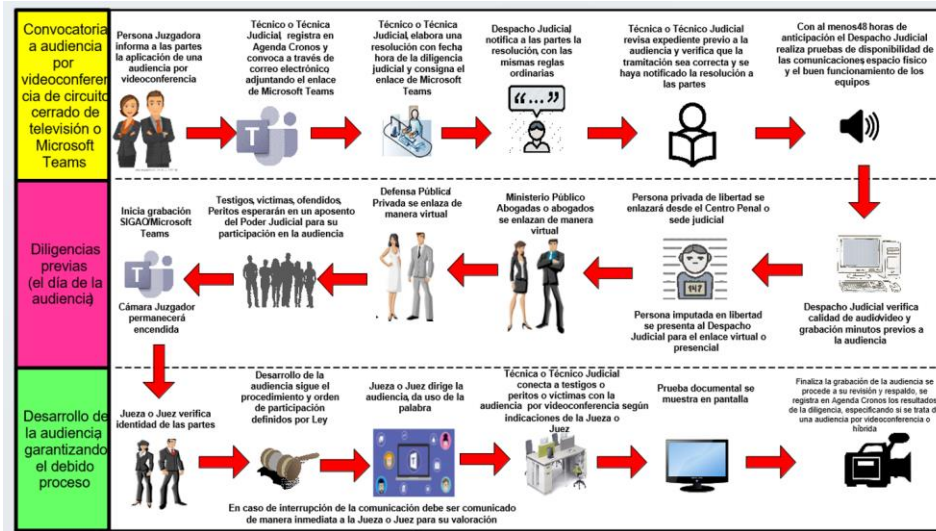 Convocatoria
a audiencia
por
videoconferen
cia de circuito
cerrado de
televisión o
Microsoft
Teams
Persona Juzgadora
informa a las partes
la aplicación de una
audiencia por
videoconferencia
Técnico o Técnica
Judicial, registra en
Agenda Cronos y
convoca a través de
correo electrónico
adjuntando el enlace
de Microsoft Teams
Técnico o Técnica
Judicial, elabora una
resolución con fecha,
hora de la diligencia
judicial y consigna el
enlace de Microsoft
Teams
Despacho Judicial,
notifica a las partes
la resolución, con las
mismas reglas
ordinarias
Técnica o Técnico Judicial
revisa expediente previo a la
audiencia y verifica que la
tramitación sea correcta y se
haya notificado la resolución a
las partes
Con al menos48 horas de
anticipación el Despacho Judicial
realiza pruebas de disponibilidad de
las comunicaciones espacio físico
y el buen funcionamiento de los
equipos
T
“...”
Diligencias
previas
(el día de la
audiencia)
Inicia grabación
SIGAO/Microsoft
Teams
T
Cámara Juzgador
permanecerá
encendida
Testigos, víctimas, ofendidos,
Peritos esperarán en un aposento
del Poder Judicial para su
participación en la audiencia
Defensa Pública/
Privada se enlaza de
manera virtual
Ministerio Público
Abogadas o abogados
se enlazan de manera
virtual
Persona privada de libertad se
enlazará desde el Centro Penal o
sede judicial
147
Persona imputada en libertad
se presenta al Despacho
Judicial para el enlace virtual o
presencial
Despacho Judicial verifica
calidad de audio/video y
grabación minutos previos a
la audiencia
Desarrollo de
la audiencia
garantizando
el debido
proceso
Jueza o Juez verifica
identidad de las partes
Desarrollo de la
audiencia sigue el
procedimiento y orden
de participación
definidos por Ley
Jueza o Juez dirige la
audiencia, da uso de la
palabra
Técnica o Técnico Judicial
conecta a testigos o
peritos o víctimas con la
audiencia por videoconferencia según
indicaciones de la Jueza o
Juez
Prueba documental se
muestra en pantalla
Finaliza la grabación de la audiencia se
procede a su revisión y respaldo, se
registra en Agenda Cronos los resultados
de la diligencia, especificando si se trata de
una audiencia por videoconferencia o
híbrida
En caso de interrupción de la comunicación debe ser comunicado
de manera inmediata a la Jueza o Juez para su valoración